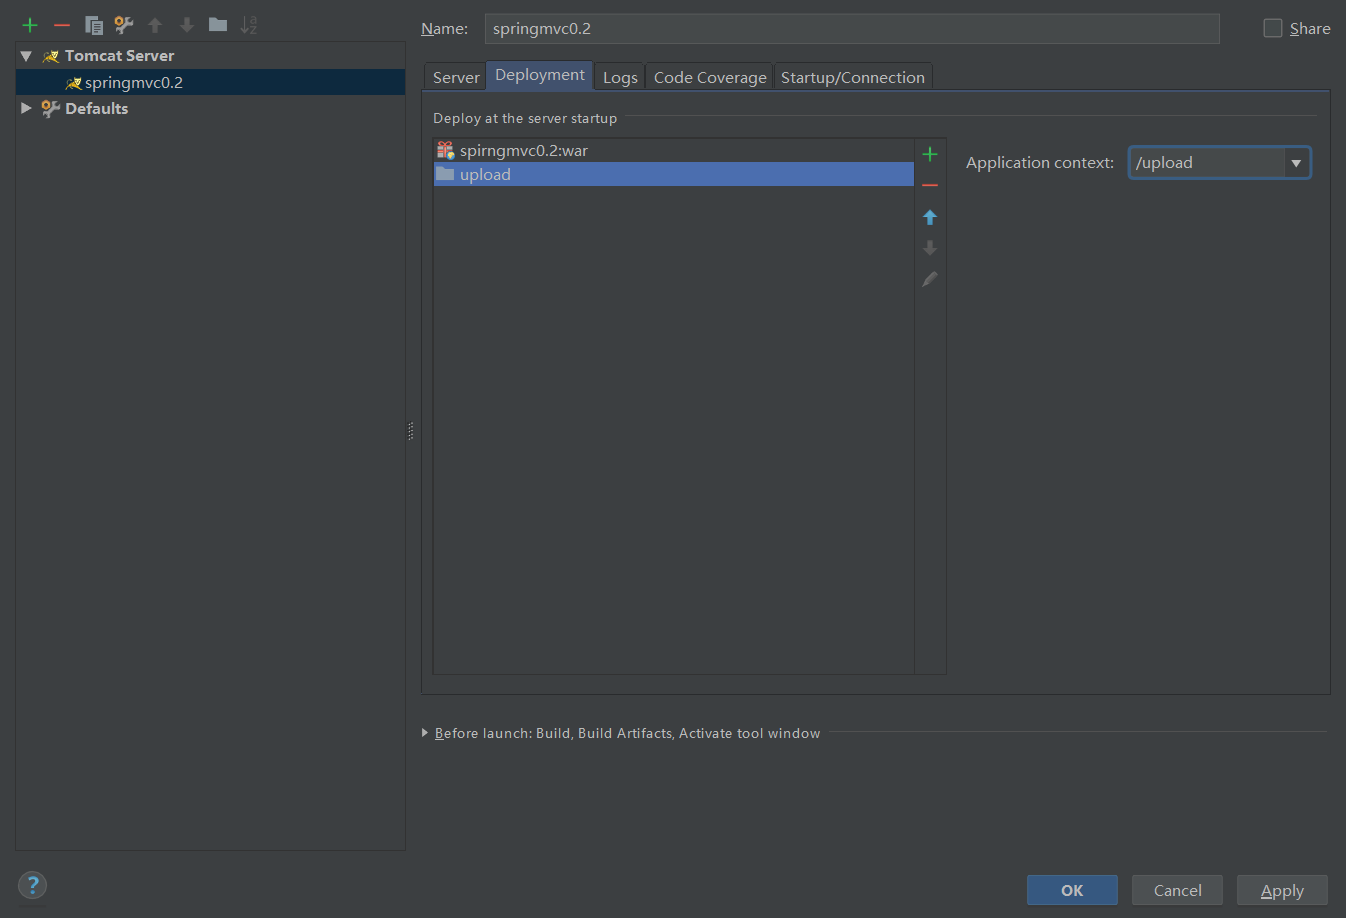 Name: springmvc0.2 Share
Tomcat Server
springmvc0.2
Defaults
Server Deployment Logs Code Coverage Startup/Connection
Deploy at the server startup
spirngmvc0.2:war
upload
Application context: /upload
Before launch: Build, Build Artifacts, Activate tool window
? OK Cancel Apply